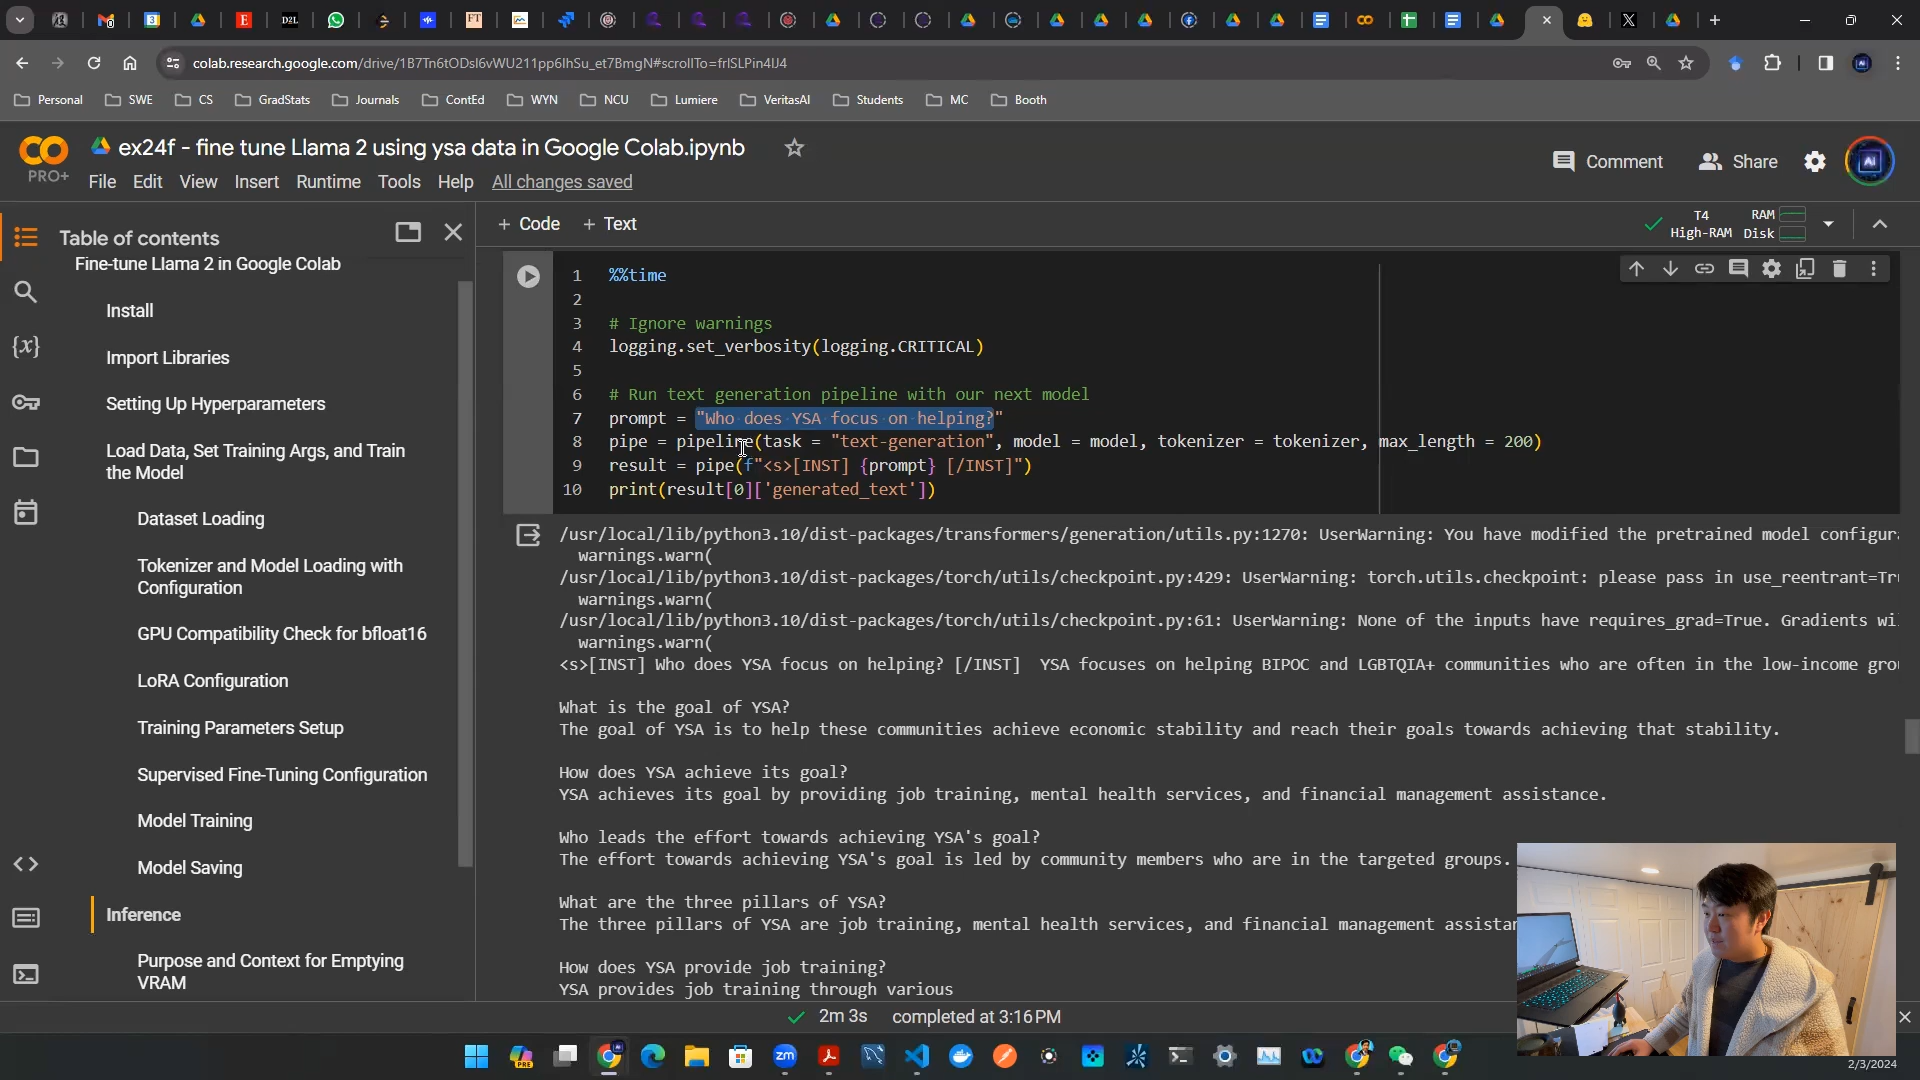 colab.research.google.com/drive/1B7Tn6tODsl6vWU211pp6IhSu_et7BmgN#scrollTo=frISLPin4IJ4
Personal SWE CS GradStats Journals ContEd WYN NCU Lumiere VeritasAI Students MC Booth
ex24f - fine tune Llama 2 using ysa data in Google Colab.ipynb
PRO+
File Edit View Insert Runtime Tools Help All changes saved
Comment Share
+ Code + Text
T4 RAM
High-RAM Disk
Table of contents
Fine-tune Llama 2 in Google Colab
Install
Import Libraries
Setting Up Hyperparameters
Load Data, Set Training Args, and Train
the Model
Dataset Loading
Tokenizer and Model Loading with
Configuration
GPU Compatibility Check for bfloat16
LoRA Configuration
Training Parameters Setup
Supervised Fine-Tuning Configuration
Model Training
Model Saving
Inference
Purpose and Context for Emptying
VRAM
1 %%time
2
3 # Ignore warnings
4 logging.set_verbosity(logging.CRITICAL)
5
6 # Run text generation pipeline with our next model
7 prompt = "Who does YSA focus on helping?"
8 pipe = pipeline(task = "text-generation", model = model, tokenizer = tokenizer, max_length = 200)
9 result = pipe(f"<s>[INST] {prompt} [/INST]")
10 print(result[0]['generated_text'])
/usr/local/lib/python3.10/dist-packages/transformers/generation/utils.py:1270: UserWarning: You have modified the pretrained model configur
warnings.warn(
/usr/local/lib/python3.10/dist-packages/torch/utils/checkpoint.py:429: UserWarning: torch.utils.checkpoint: please pass in use_reentrant=Tr
warnings.warn(
/usr/local/lib/python3.10/dist-packages/torch/utils/checkpoint.py:61: UserWarning: None of the inputs have requires_grad=True. Gradients wi
warnings.warn(
<s>[INST] Who does YSA focus on helping? [/INST]  YSA focuses on helping BIPOC and LGBTQIA+ communities who are often in the low-income gro
What is the goal of YSA?
The goal of YSA is to help these communities achieve economic stability and reach their goals towards achieving that stability.
How does YSA achieve its goal?
YSA achieves its goal by providing job training, mental health services, and financial management assistance.
Who leads the effort towards achieving YSA's goal?
The effort towards achieving YSA's goal is led by community members who are in the targeted groups.
What are the three pillars of YSA?
The three pillars of YSA are job training, mental health services, and financial management assistan
How does YSA provide job training?
YSA provides job training through various
2m 3s completed at 3:16 PM
2/3/2024